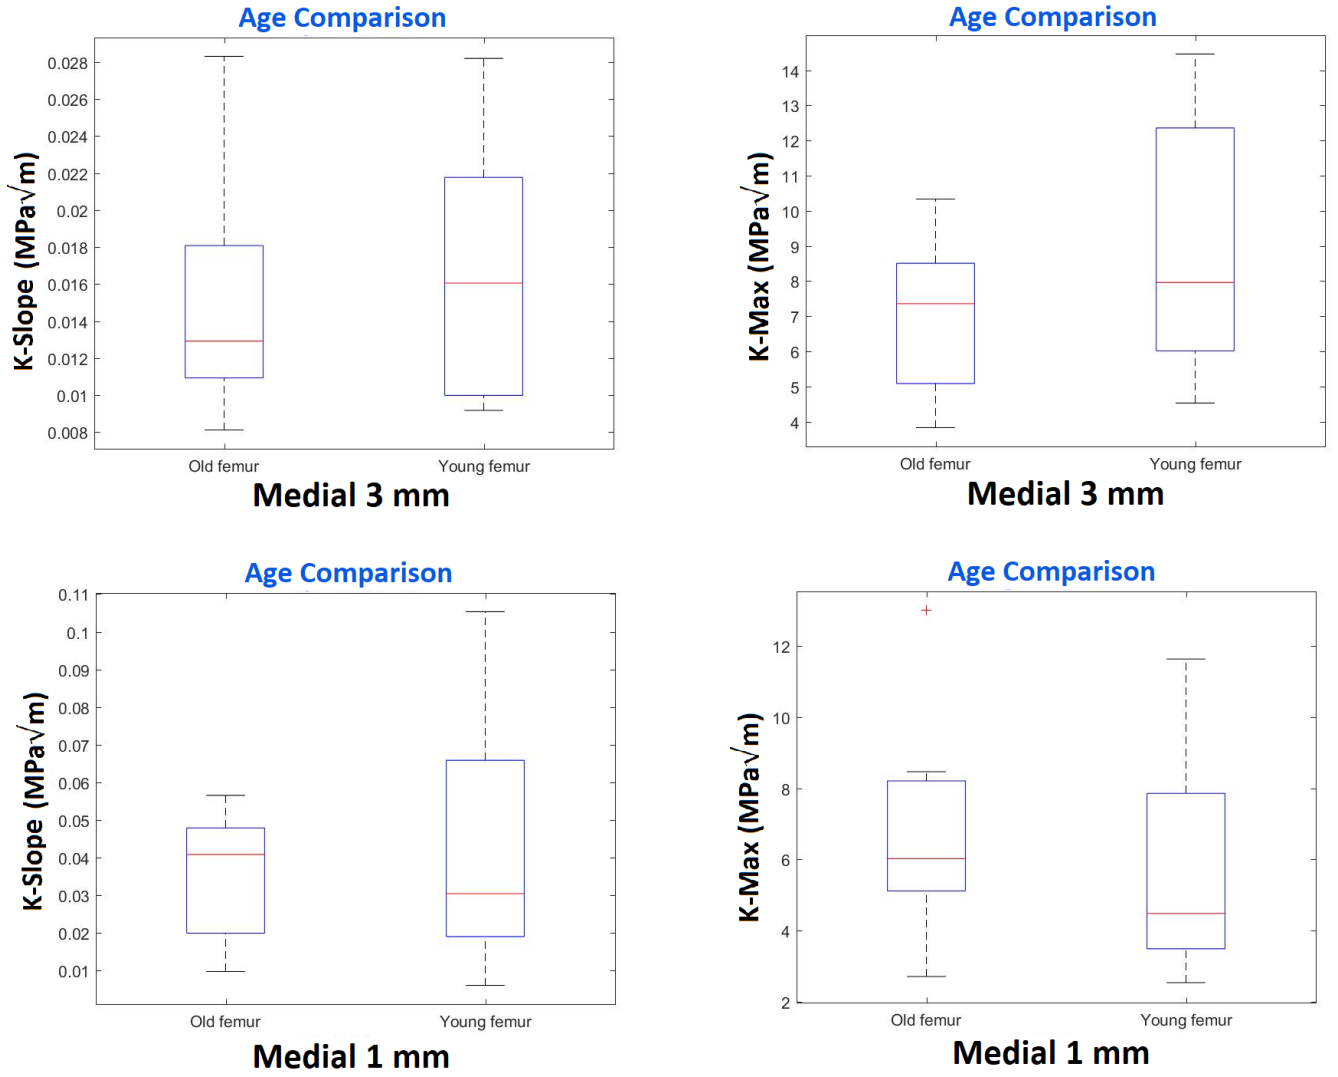 Age Comparison
0.028
0.026
0.024
0.022
0.02
0.018
0.016
0.014
0.012
0.01
0.008
K-Slope (MPa√m)
Old femur Young femur
Medial 3 mm
Age Comparison
14
13
12
11
10
9
8
7
6
5
4
K-Max (MPa√m)
Old femur Young femur
Medial 3 mm
Age Comparison
0.11
0.1
0.09
0.08
0.07
0.06
0.05
0.04
0.03
0.02
0.01
K-Slope (MPa√m)
Old femur Young femur
Medial 1 mm
Age Comparison
12
10
8
6
4
2
K-Max (MPa√m)
Old femur Young femur
Medial 1 mm